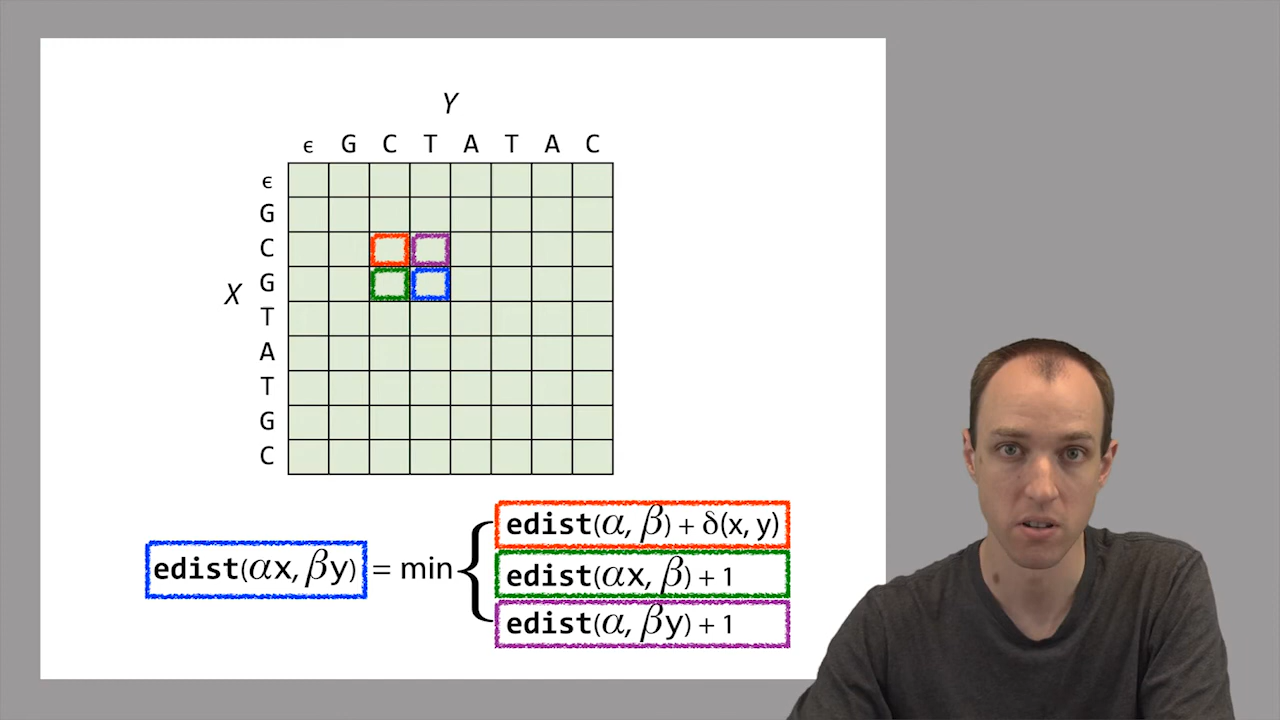 Y
ϵ G C T A T A C
ϵ
G
C
X
G
T
A
T
G
C
edist(αx, βy) = min {
edist(α, β) + δ(x, y)
edist(αx, β) + 1
edist(α, βy) + 1